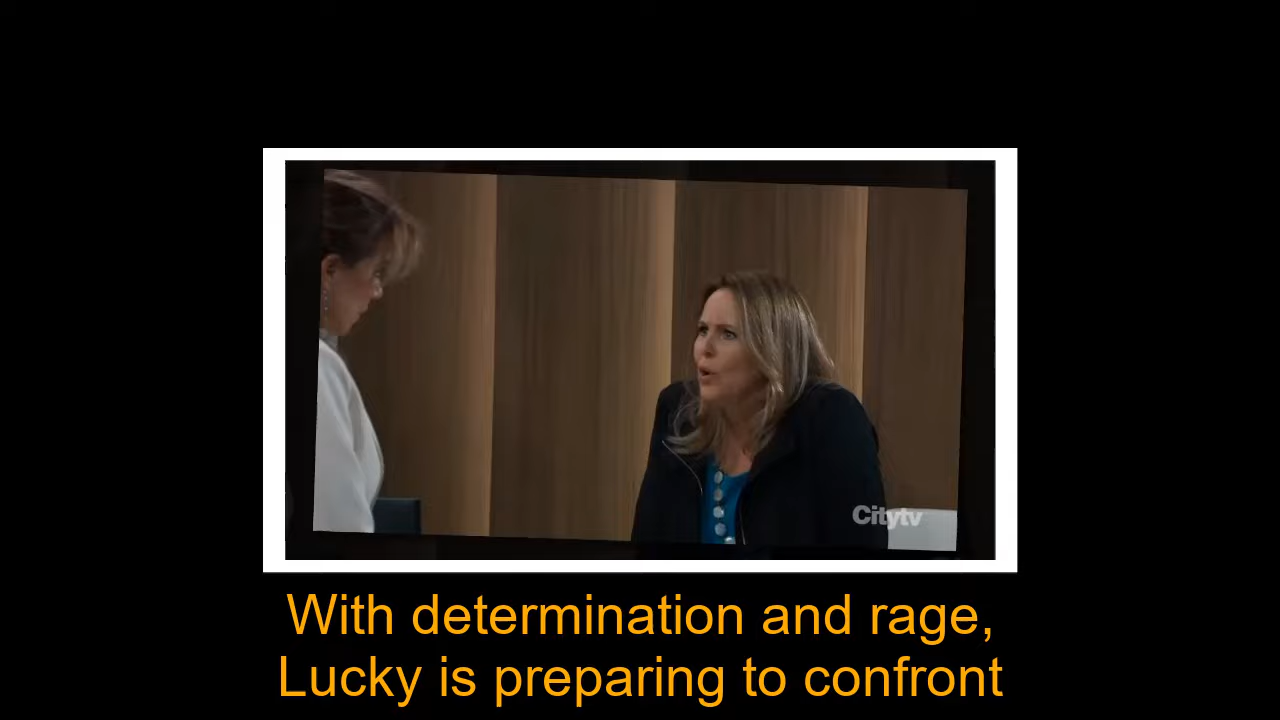 Citytv
With determination and rage,
Lucky is preparing to confront